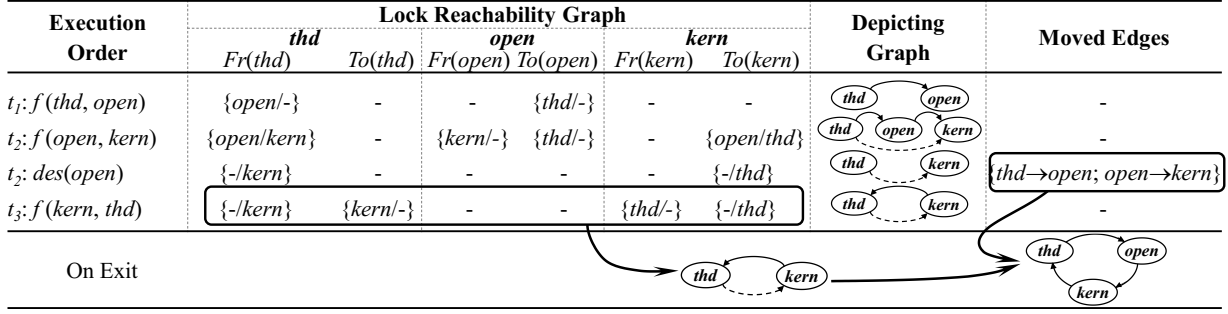 Execution Order Lock Reachability Graph Depicting Graph Moved Edges
thd open kern
Fr(thd) To(thd) Fr(open) To(open) Fr(kern) To(kern)
t1: f (thd, open) {open/-} - - {thd/-} - - thd open -
t2: f (open, kern) {open/kern} - {kern/-} {thd/-} - {open/thd} thd open kern -
t2: des(open) {-/kern} - - - - {-/thd} thd kern {thd→open; open→kern}
t3: f (kern, thd) {-/kern} {kern/-} - - {thd/-} {-/thd} thd kern -
On Exit thd kern thd open kern